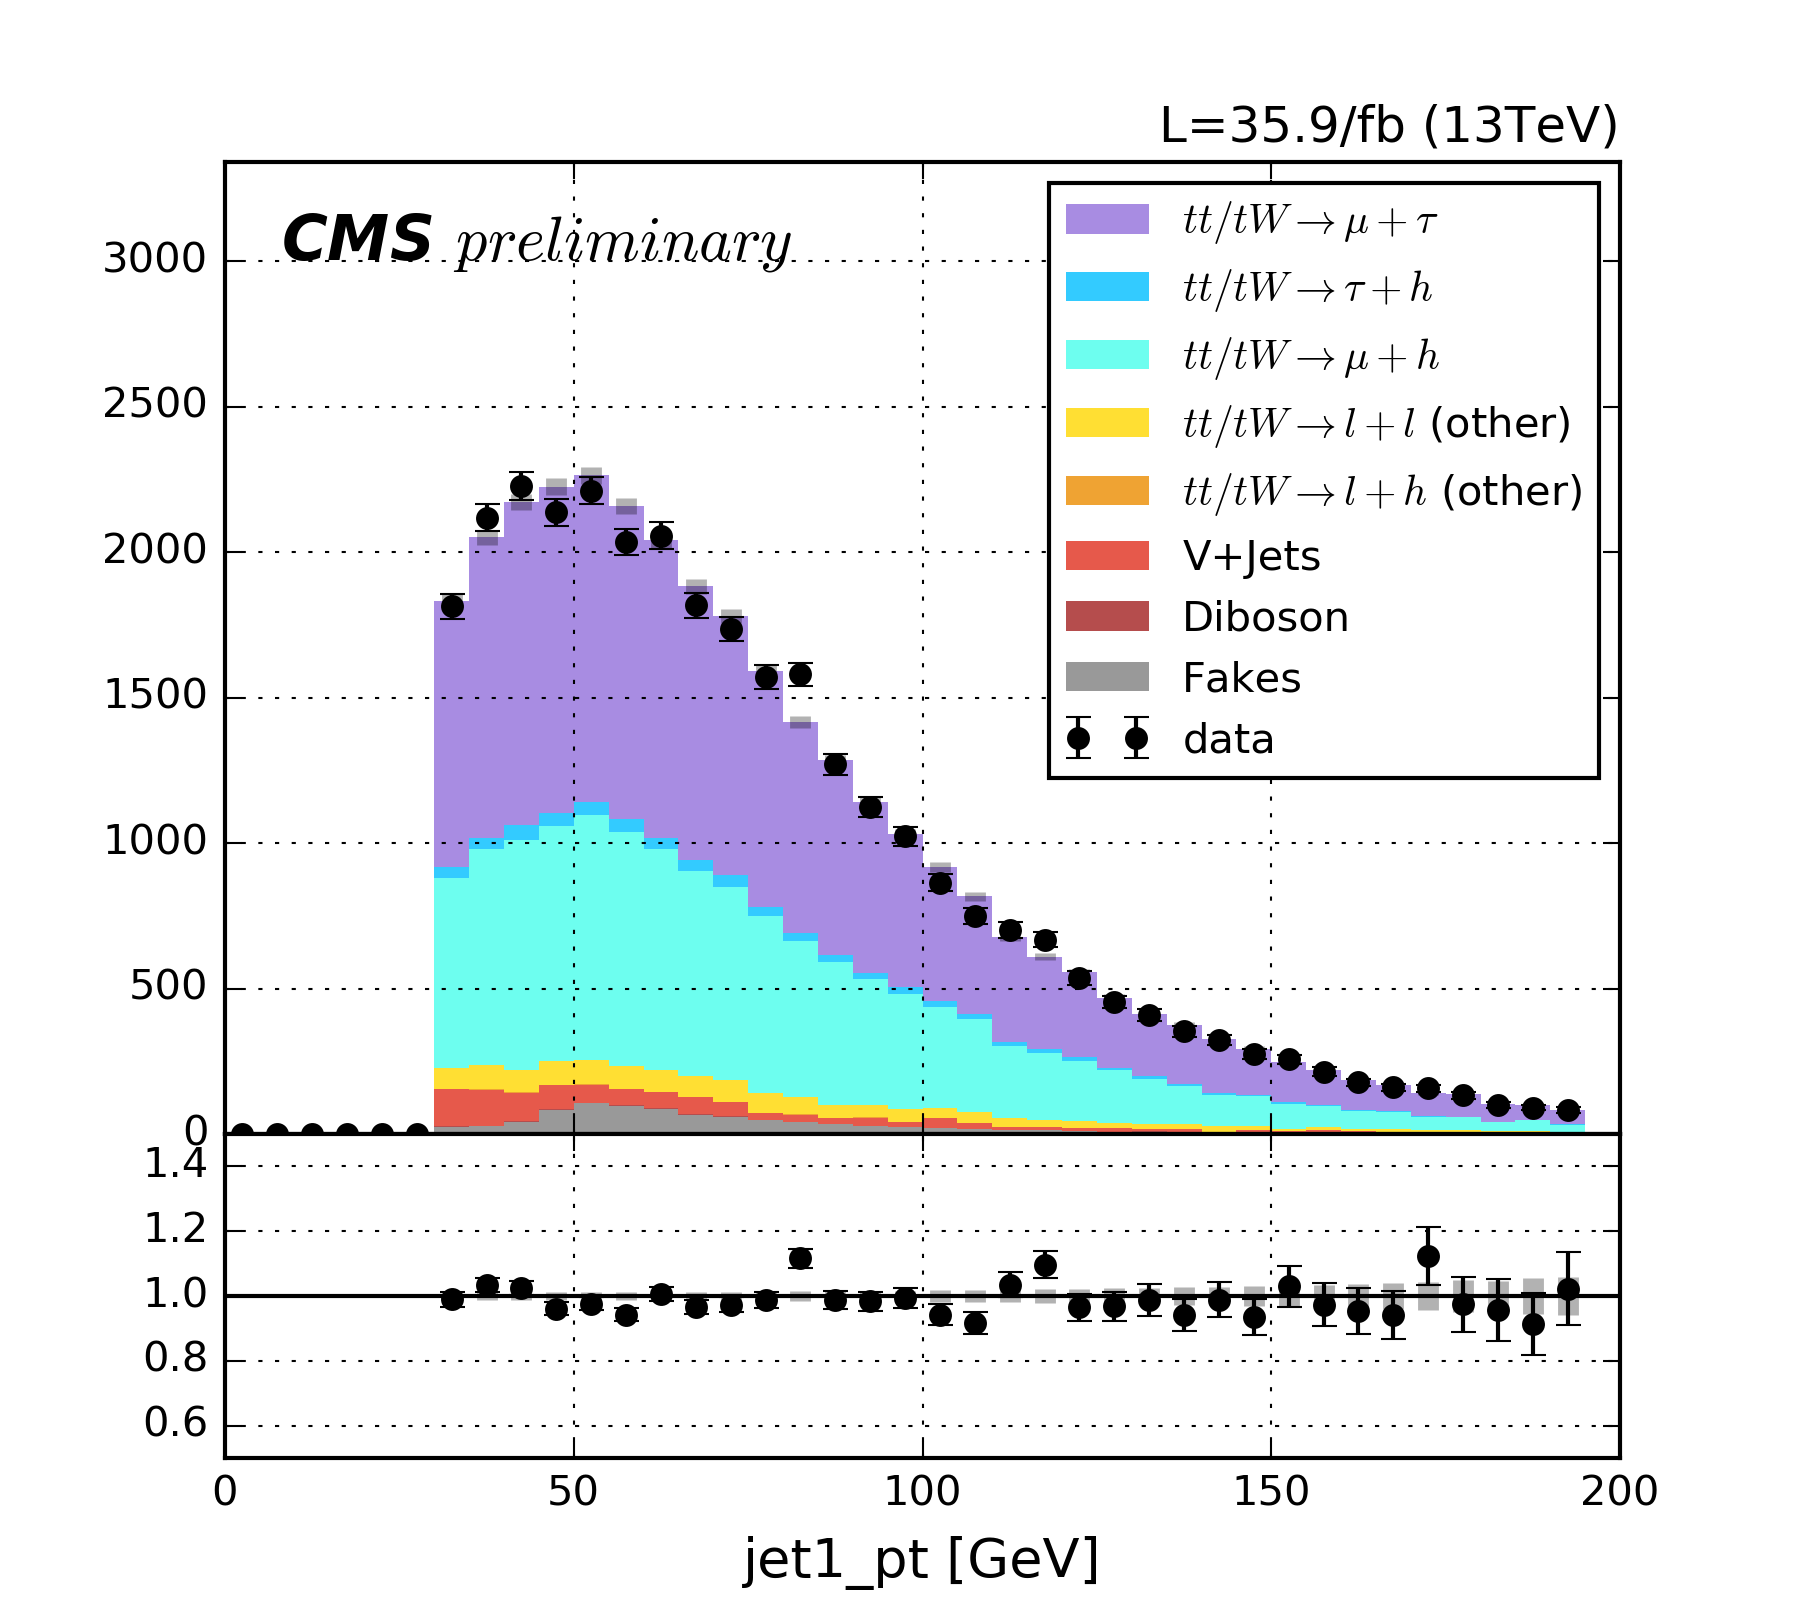 L=35.9/fb (13TeV)
CMS preliminary
tt/tW→μ+τ
tt/tW→τ+h
tt/tW→μ+h
tt/tW→l+l (other)
tt/tW→l+h (other)
V+Jets
Diboson
Fakes
data
3000
2500
2000
1500
1000
500
0
1.4
1.2
1.0
0.8
0.6
0 50 100 150 200
jet1_pt [GeV]